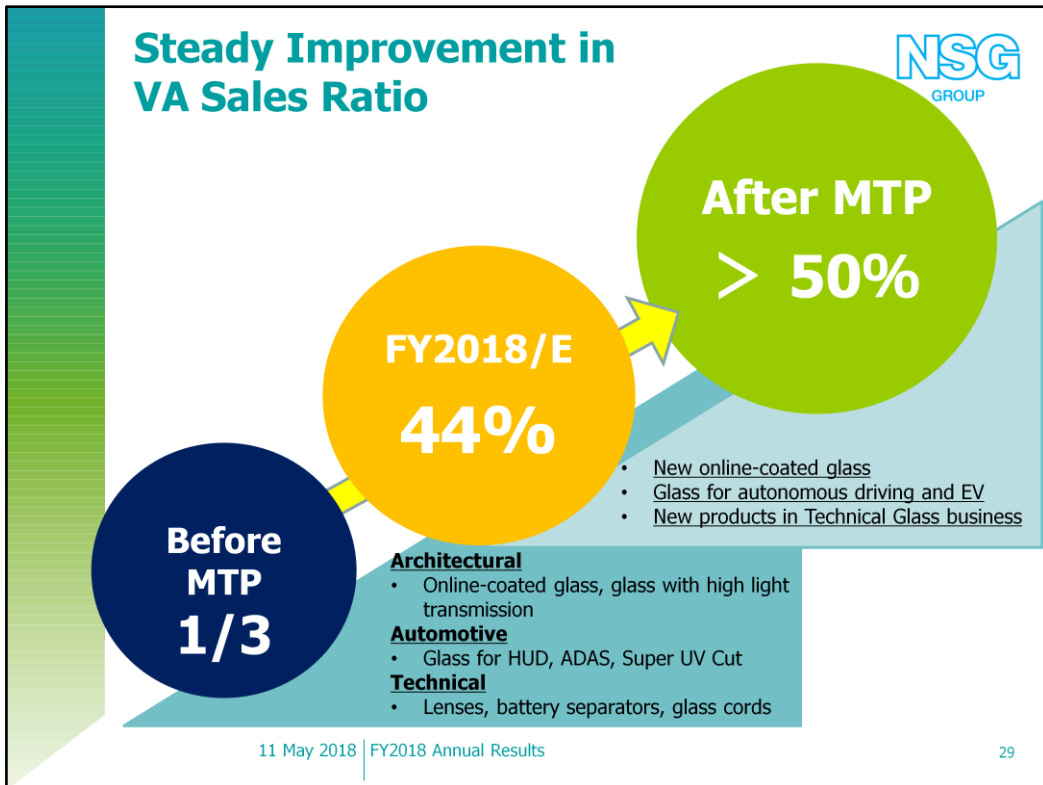 Steady Improvement in
VA Sales Ratio
NSG
GROUP
After MTP
> 50%
FY2018/E
44%
Before
MTP
1/3
• New online-coated glass
• Glass for autonomous driving and EV
• New products in Technical Glass business
Architectural
• Online-coated glass, glass with high light
transmission
Automotive
• Glass for HUD, ADAS, Super UV Cut
Technical
• Lenses, battery separators, glass cords
11 May 2018 FY2018 Annual Results
29